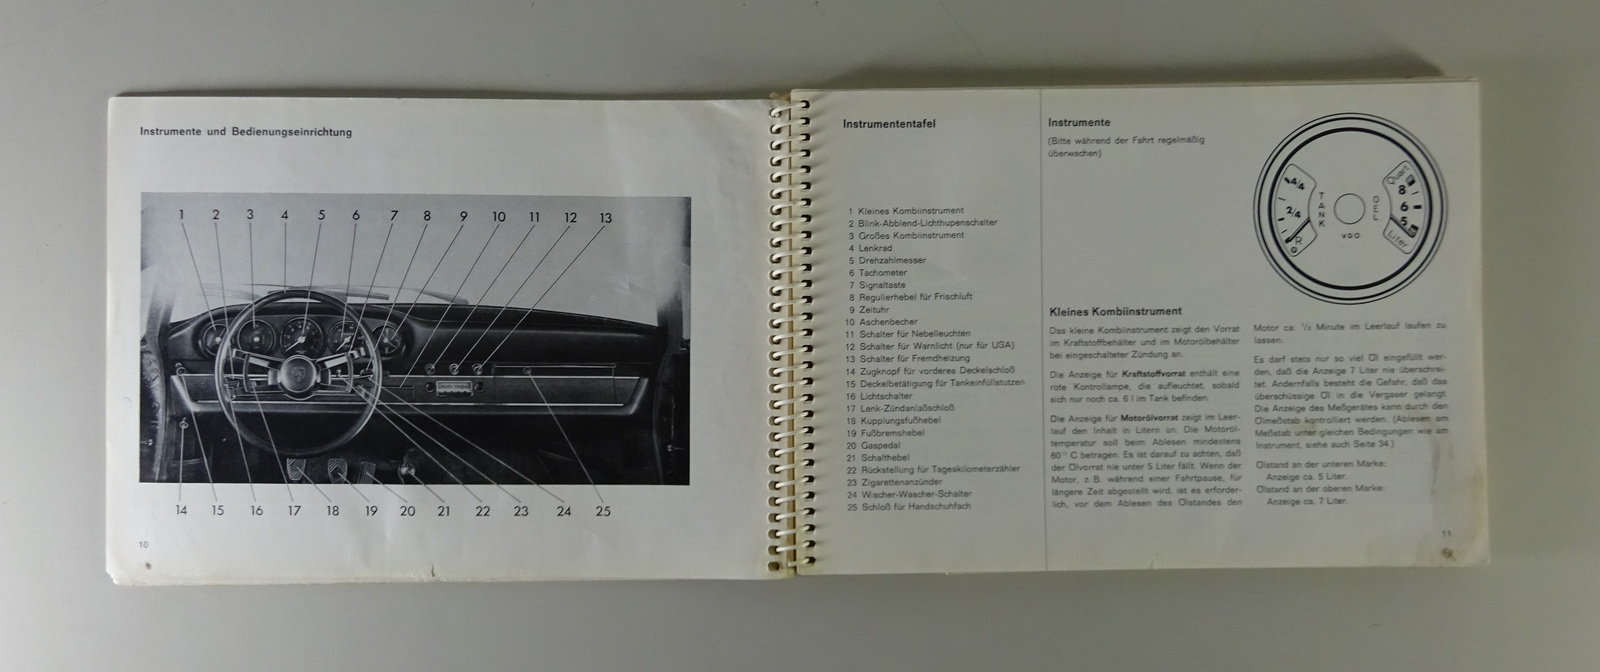 Instrumente und Bedienungseinrichtung
1 2 3 4 5 6 7 8 9 10 11 12 13
14 15 16 17 18 19 20 21 22 23 24 25
10
Instrumententafel
1 Kleines Kombiinstrument
2 Blink-Abblend-Lichthupenschalter
3 Großes Kombiinstrument
4 Lenkrad
5 Drehzahlmesser
6 Tachometer
7 Signaltaste
8 Regulierhebel für Frischluft
9 Zeituhr
10 Aschenbecher
11 Schalter für Nebelleuchten
12 Schalter für Warnlicht (nur für USA)
13 Schalter für Fremdheizung
14 Zugknopf für vorderes Deckelschloß
15 Deckelbetätigung für Tankeinfüllstutzen
16 Lichtschalter
17 Lenk-Zündanlaßschloß
18 Kupplungsfußhebel
19 Fußbremshebel
20 Gaspedal
21 Schalthebel
22 Rückstellung für Tageskilometerzähler
23 Zigarettenanzünder
24 Wischer-Wascher-Schalter
25 Schloß für Handschuhfach
Instrumente
(Bitte während der Fahrt regelmäßig
überwachen)
4/4
2/4
R
0
TANK
OEL
VDO
Quart
8
6
5
Liter
Kleines Kombiinstrument
Das kleine Kombiinstrument zeigt den Vorrat
im Kraftstoffbehälter und im Motorölbehälter
bei eingeschalteter Zündung an.
Die Anzeige für Kraftstoffvorrat enthält eine
rote Kontrollampe, die aufleuchtet, sobald
sich nur noch ca. 6 l im Tank befinden.
Die Anzeige für Motorölvorrat zeigt im Leer-
lauf den Inhalt in Litern an. Die Motoröl-
temperatur soll beim Ablesen mindestens
60° C betragen. Es ist darauf zu achten, daß
der Ölvorrat nie unter 5 Liter fällt. Wenn der
Motor, z. B. während einer Fahrtpause, für
längere Zeit abgestellt wird, ist es erforder-
lich, vor dem Ablesen des Ölstandes den
Motor ca. 1/2 Minute im Leerlauf laufen zu
lassen.
Es darf stets nur so viel Öl eingefüllt wer-
den, daß die Anzeige 7 Liter nie überschrei-
tet. Andernfalls besteht die Gefahr, daß das
überschüssige Öl in die Vergaser gelangt.
Die Anzeige des Meßgerätes kann durch den
Ölmeßstab kontrolliert werden. (Ablesen am
Meßstab unter gleichen Bedingungen wie am
Instrument, siehe auch Seite 34.)
Ölstand an der unteren Marke:
Anzeige ca. 5 Liter.
Ölstand an der oberen Marke:
Anzeige ca. 7 Liter.
11